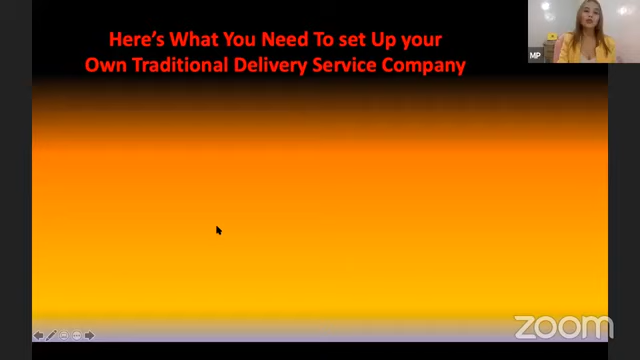 Here's What You Need To set Up your
Own Traditional Delivery Service Company
MP
zoom